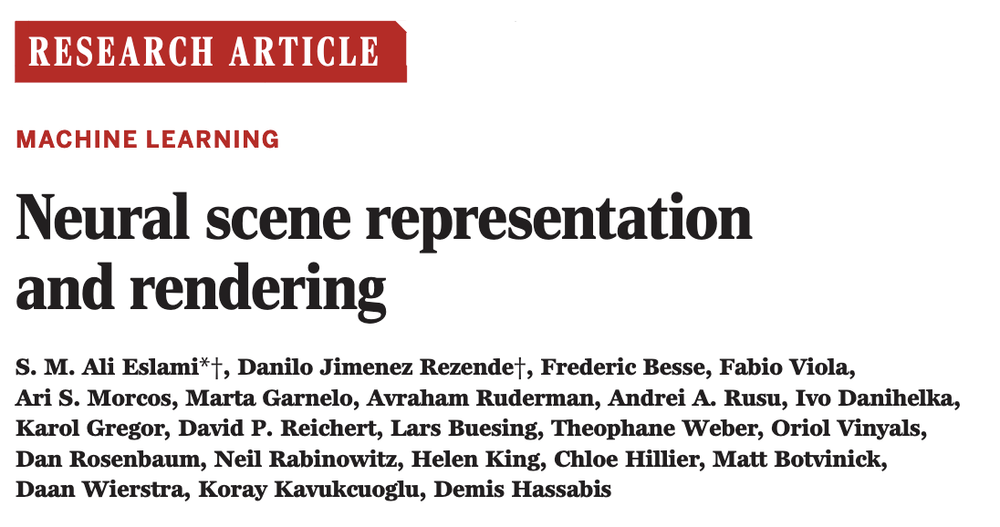 RESEARCH ARTICLE
MACHINE LEARNING
Neural scene representation
and rendering
S. M. Ali Eslami*†, Danilo Jimenez Rezende†, Frederic Besse, Fabio Viola,
Ari S. Morcos, Marta Garnelo, Avraham Ruderman, Andrei A. Rusu, Ivo Danihelka,
Karol Gregor, David P. Reichert, Lars Buesing, Theophane Weber, Oriol Vinyals,
Dan Rosenbaum, Neil Rabinowitz, Helen King, Chloe Hillier, Matt Botvinick,
Daan Wierstra, Koray Kavukcuoglu, Demis Hassabis